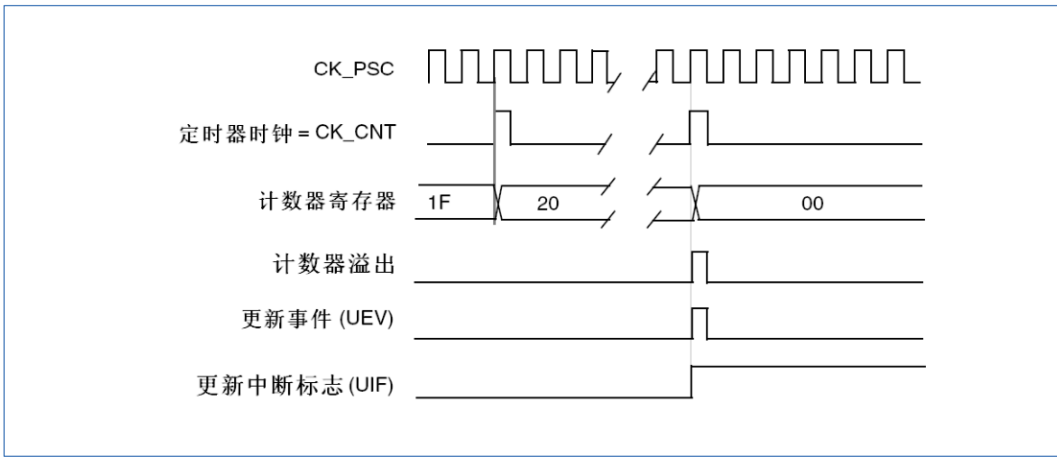 CK_PSC
定时器时钟 = CK_CNT
计数器寄存器 1F 20 00
计数器溢出
更新事件 (UEV)
更新中断标志 (UIF)